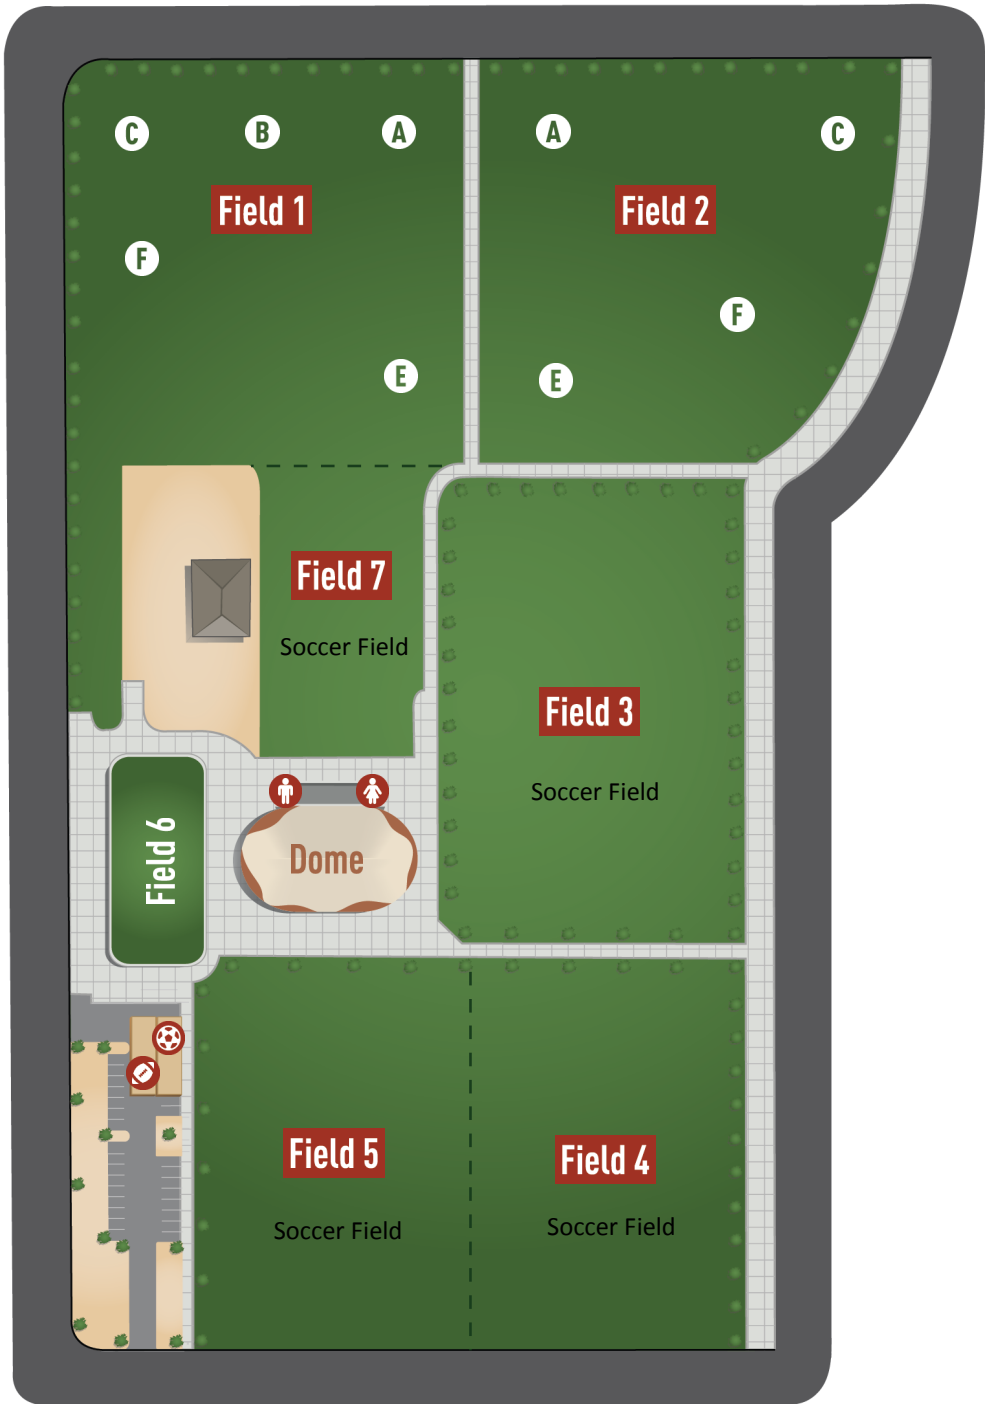 C B A A C
Field 1 Field 2
F
F
E E
Field 7
Soccer Field
Field 3
Soccer Field
Field 6
Dome
Field 5 Field 4
Soccer Field Soccer Field